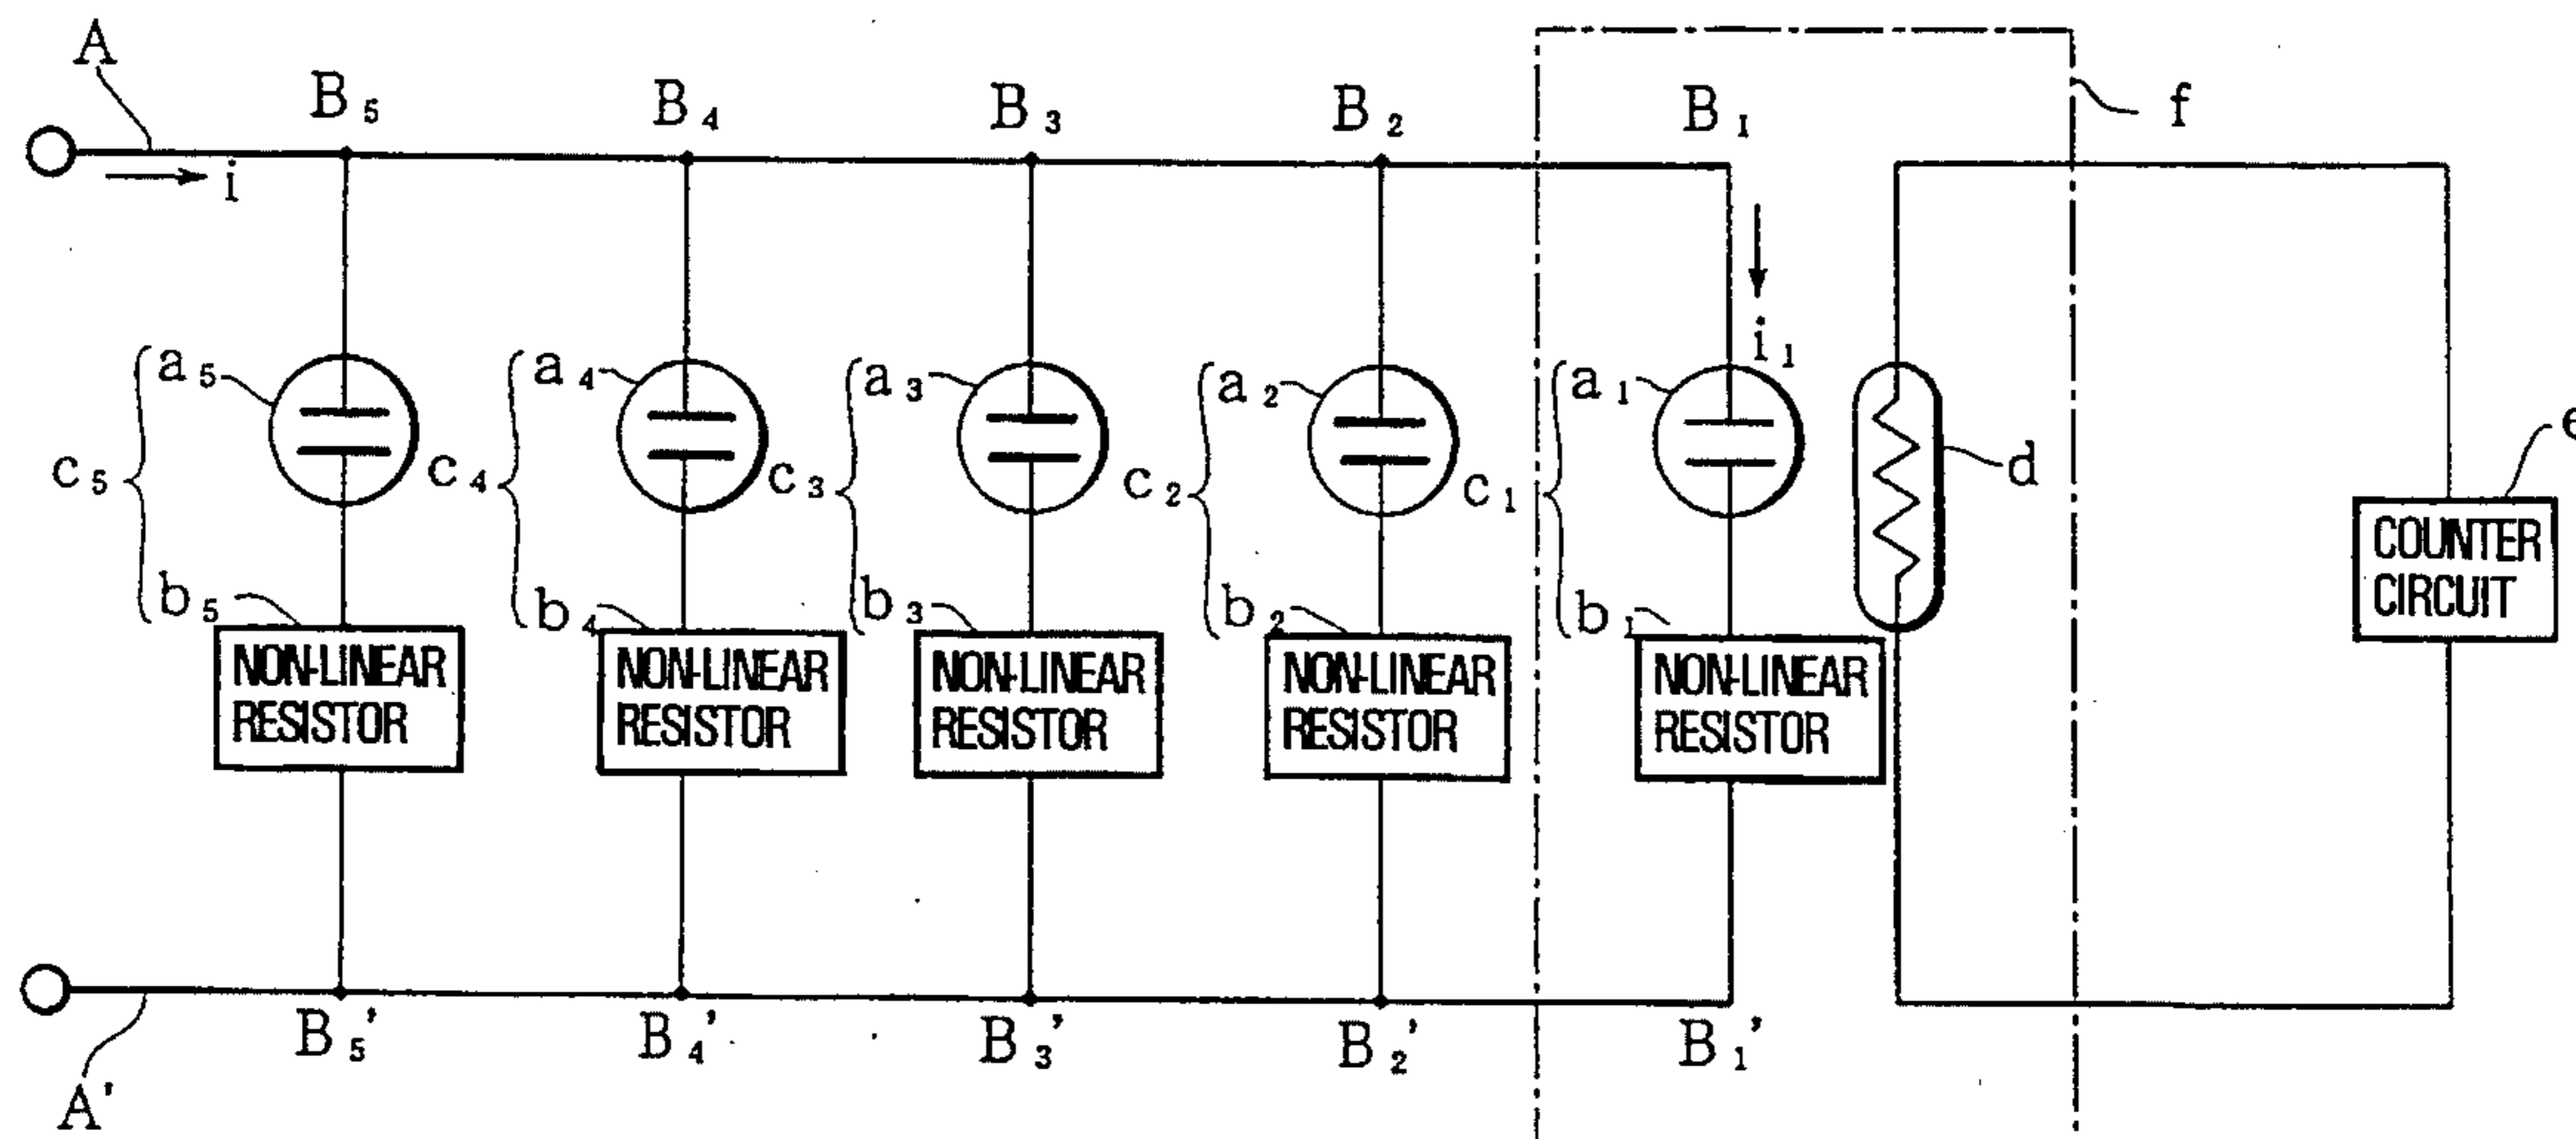 A
B₅ B₄ B₃ B₂ B₁ f
i
i₁
a₅ a₄ a₃ a₂ a₁
c₅ c₄ c₃ c₂ c₁ d e
b₅ b₄ b₃ b₂ b₁
NON-LINEAR
RESISTOR
NON-LINEAR
RESISTOR
NON-LINEAR
RESISTOR
NON-LINEAR
RESISTOR
NON-LINEAR
RESISTOR
COUNTER
CIRCUIT
B₅' B₄' B₃' B₂' B₁'
A'